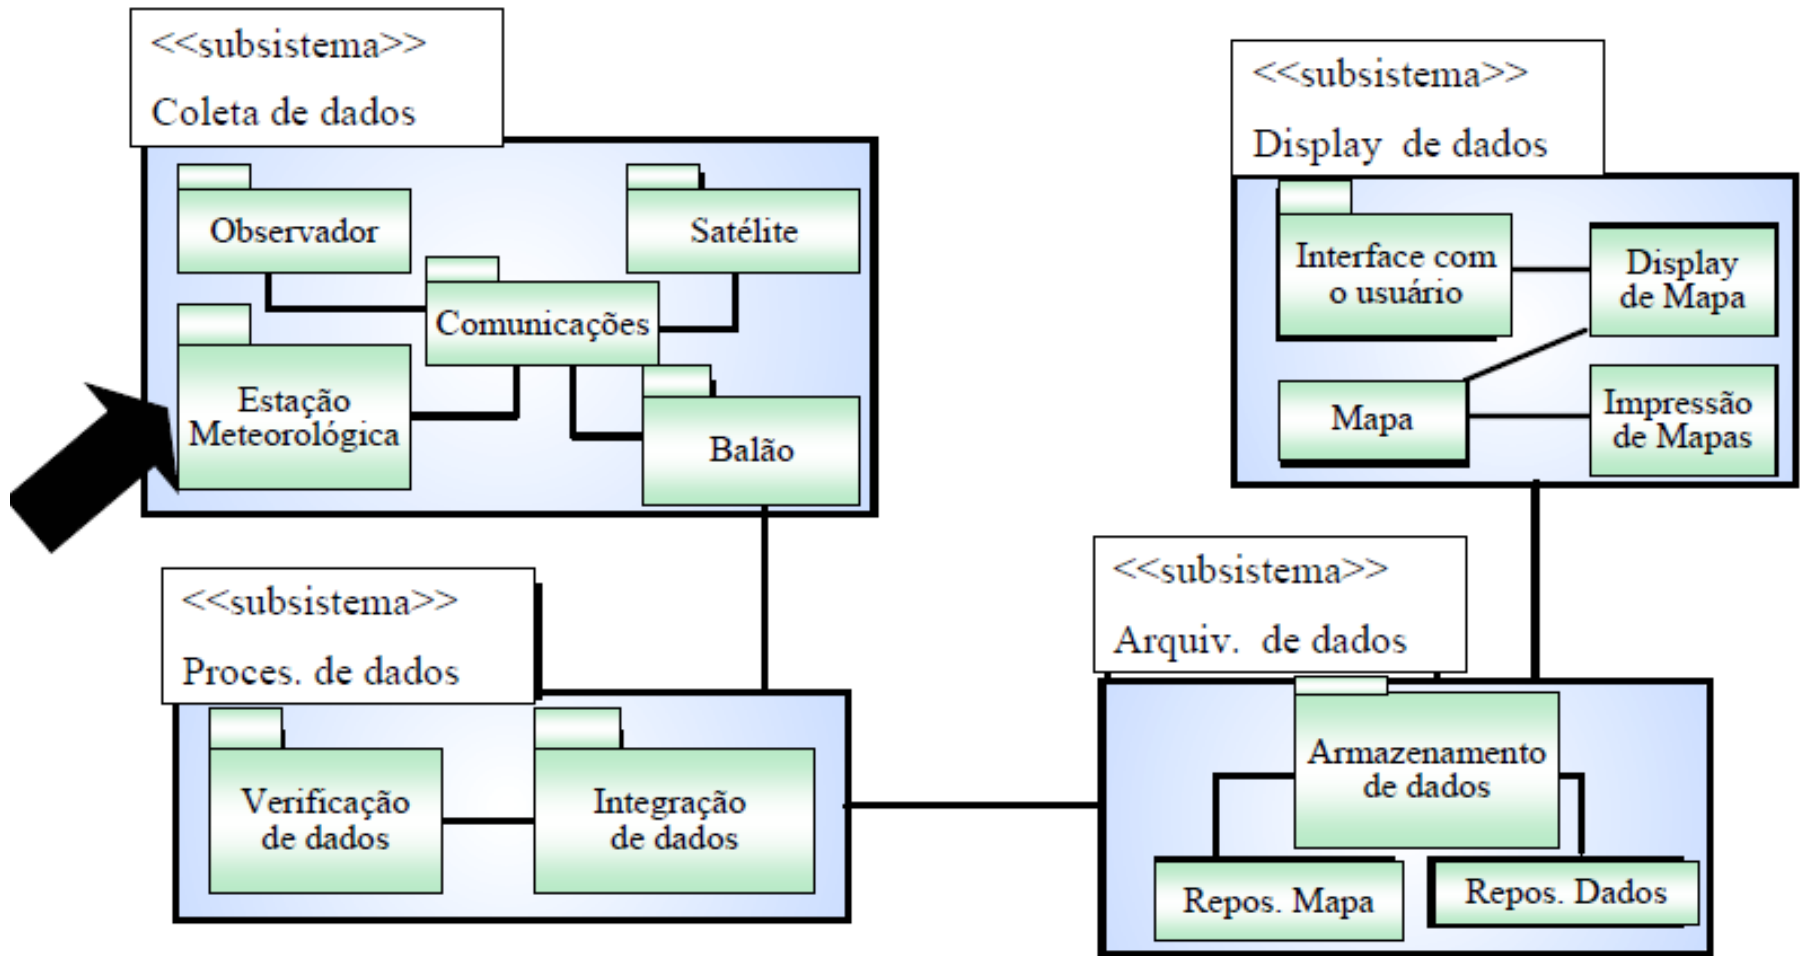 <<subsistema>>
Coleta de dados
Observador
Satélite
Comunicações
Estação
Meteorológica
Balão
<<subsistema>>
Display de dados
Interface com
o usuário
Display
de Mapa
Mapa
Impressão
de Mapas
<<subsistema>>
Proces. de dados
Verificação
de dados
Integração
de dados
<<subsistema>>
Arquiv. de dados
Armazenamento
de dados
Repos. Mapa
Repos. Dados